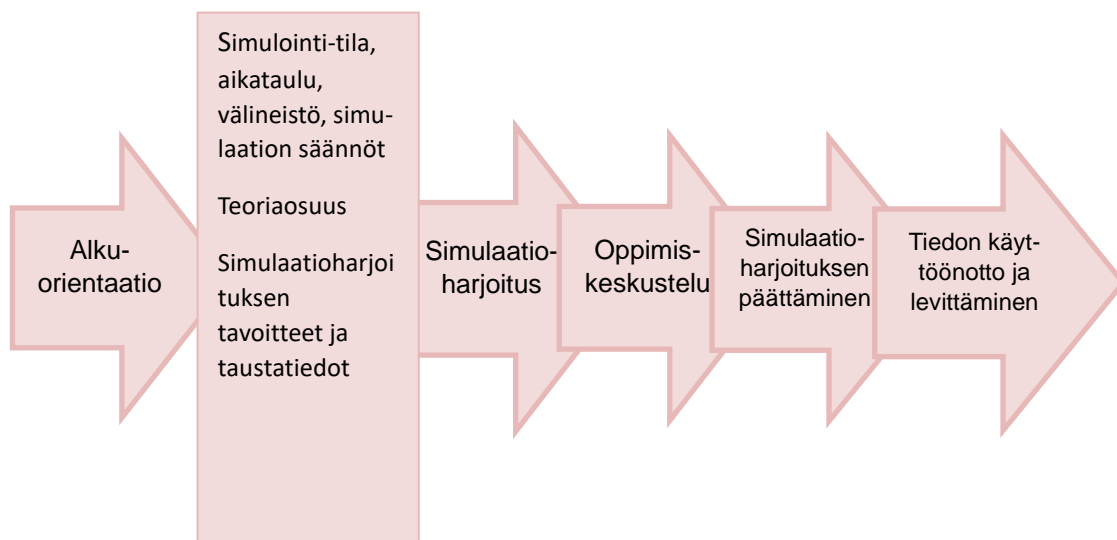 Alku-
orientaatio
Simulointi-tila,
aikataulu,
välineistö, simu-
laation säännöt
Teoriaosuus
Simulaatioharjoi
tuksen
tavoitteet ja
taustatiedot
Simulaatio-
harjoitus
Oppimis-
keskustelu
Simulaatio-
harjoituksen
päättäminen
Tiedon käyt-
töönotto ja
levittäminen